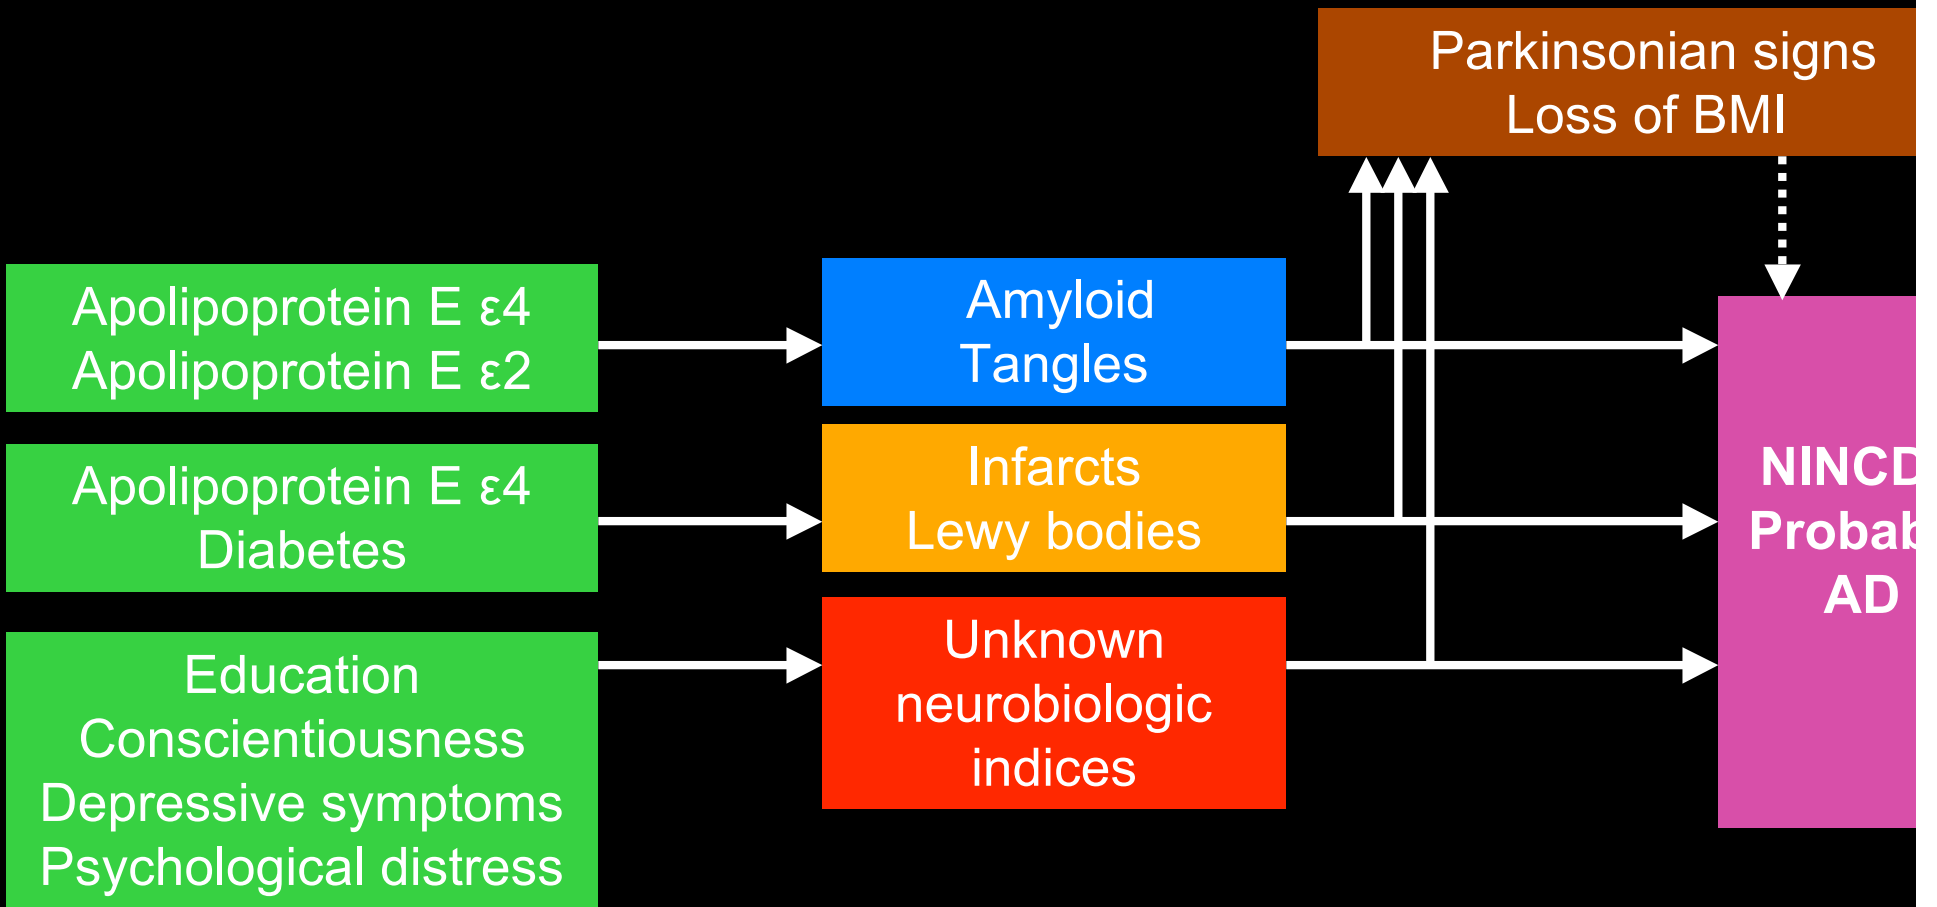 Parkinsonian signs
Loss of BMI
Apolipoprotein E ε4
Apolipoprotein E ε2
Amyloid
Tangles
Apolipoprotein E ε4
Diabetes
Infarcts
Lewy bodies
Education
Conscientiousness
Depressive symptoms
Psychological distress
Unknown
neurobiologic
indices
AD